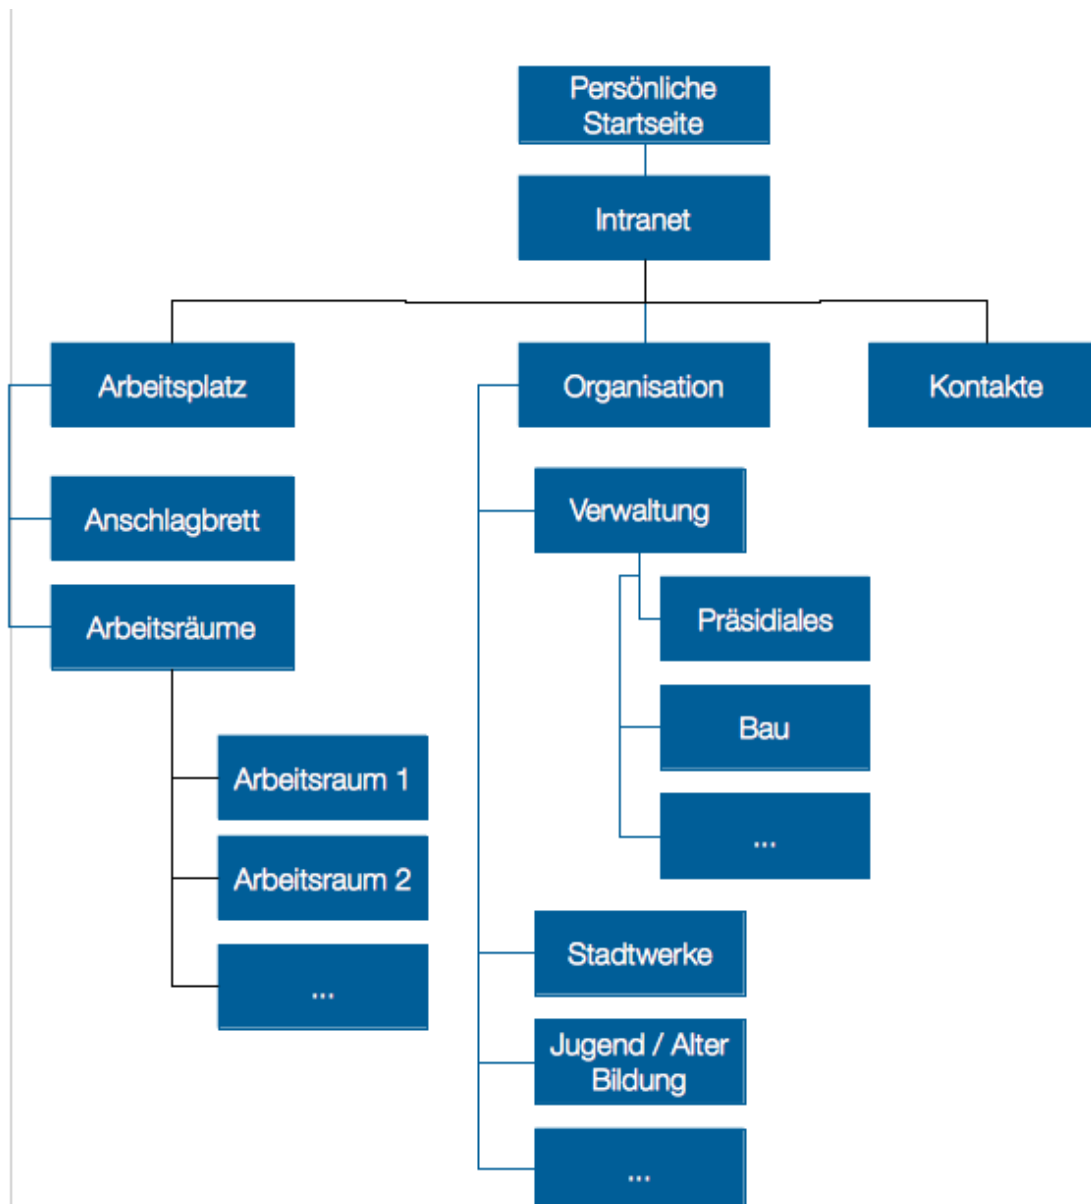 Persönliche
Startseite
Intranet
Arbeitsplatz
Organisation
Kontakte
Anschlagbrett
Arbeitsräume
Arbeitsraum 1
Arbeitsraum 2
...
Verwaltung
Präsidiales
Bau
...
Stadtwerke
Jugend / Alter
Bildung
...